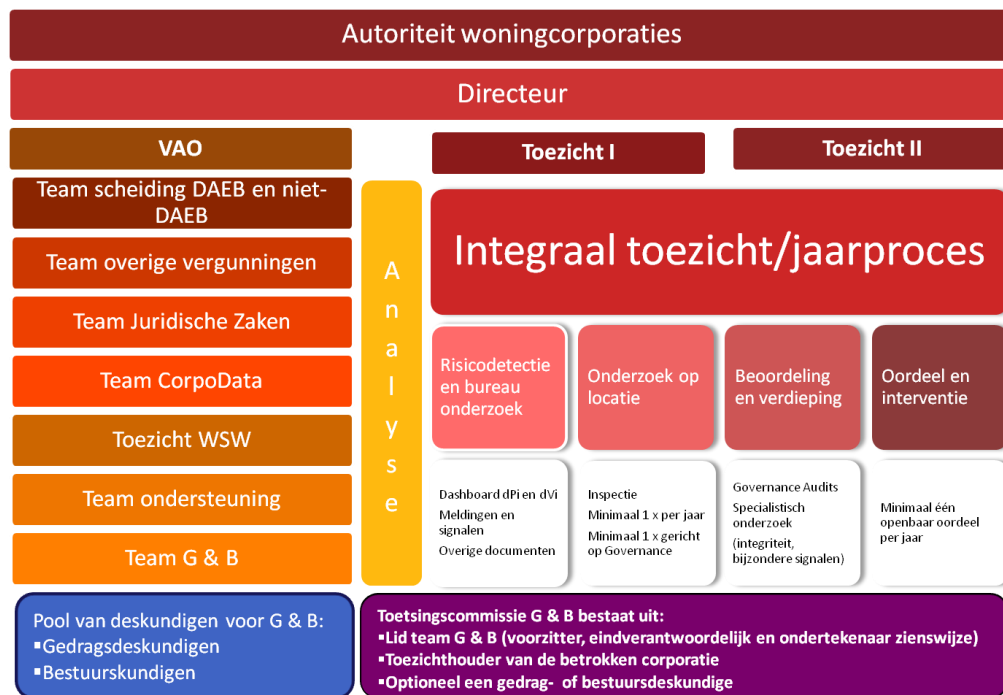 Autoriteit woningcorporaties
Directeur
VAO
Toezicht I
Toezicht II
Team scheiding DAEB en niet-
DAEB
Team overige vergunningen
Team Juridische Zaken
Team CorpoData
Toezicht WSW
Team ondersteuning
Team G & B
A
n
a
l
y
s
e
Integraal toezicht/jaarproces
Risicodetectie
en bureau
onderzoek
Onderzoek op
locatie
Beoordeling
en verdieping
Oordeel en
interventie
Dashboard dPi en dVi
Meldingen en
signalen
Overige documenten
Inspectie
Minimaal 1 x per jaar
Minimaal 1 x gericht
op Governance
Governance Audits
Specialistisch
onderzoek
(integriteit,
bijzondere signalen)
Minimaal één
openbaar oordeel
per jaar
Pool van deskundigen voor G & B:
▪Gedragsdeskundigen
▪Bestuurskundigen
Toetsingscommissie G & B bestaat uit:
▪Lid team G & B (voorzitter, eindverantwoordelijk en ondertekenaar zienswijze)
▪Toezichthouder van de betrokken corporatie
▪Optioneel een gedrag- of bestuursdeskundige